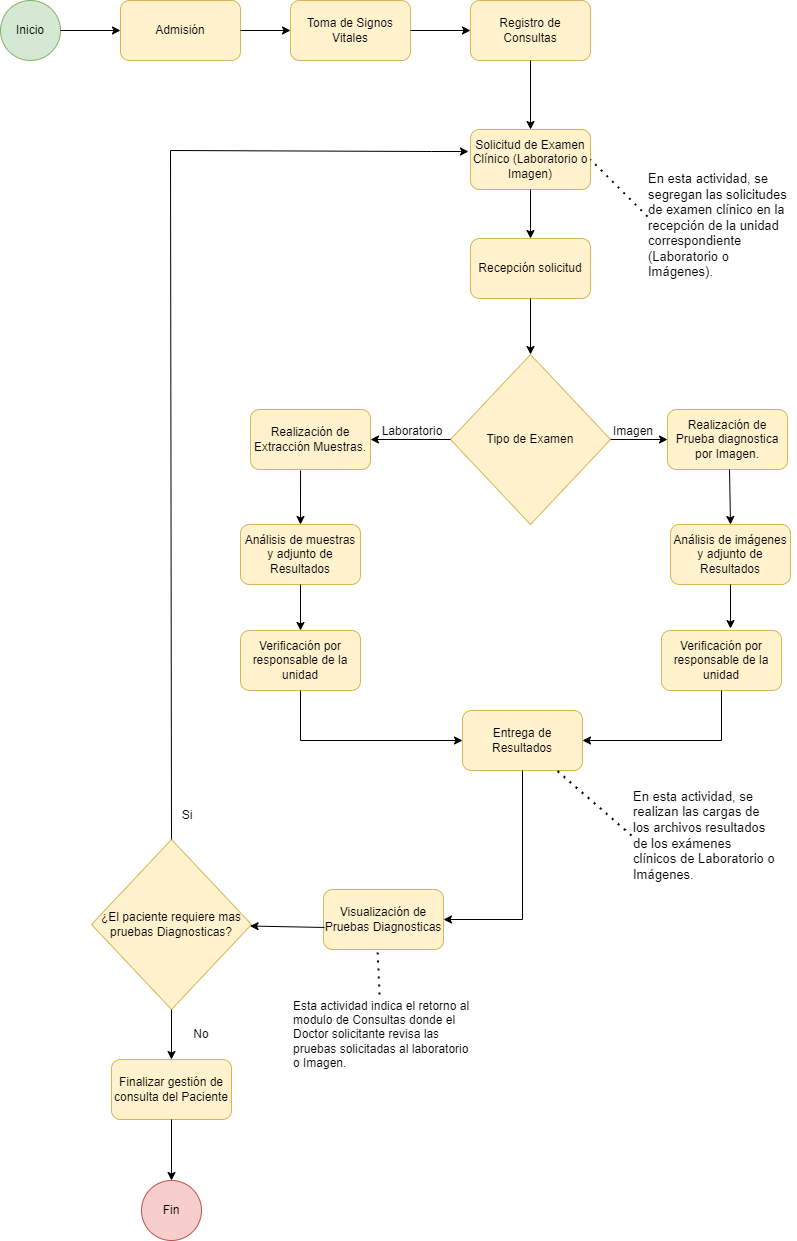 Inicio
Admisión
Toma de Signos
Vitales
Registro de
Consultas
Solicitud de Examen
Clínico (Laboratorio o
Imagen)
En esta actividad, se
segregan las solicitudes
de examen clínico en la
recepción de la unidad
correspondiente
(Laboratorio o
Imágenes).
Recepción solicitud
Tipo de Examen
Laboratorio
Imagen
Realización de
Extracción Muestras.
Realización de
Prueba diagnostica
por Imagen.
Análisis de muestras
y adjunto de
Resultados
Análisis de imágenes
y adjunto de
Resultados
Verificación por
responsable de la
unidad
Verificación por
responsable de la
unidad
Entrega de
Resultados
En esta actividad, se
realizan las cargas de
los archivos resultados
de los exámenes
clínicos de Laboratorio o
Imágenes.
Visualización de
Pruebas Diagnosticas
Esta actividad indica el retorno al
modulo de Consultas donde el
Doctor solicitante revisa las
pruebas solicitadas al laboratorio
o Imagen.
Si
¿El paciente requiere mas
pruebas Diagnosticas?
No
Finalizar gestión de
consulta del Paciente
Fin